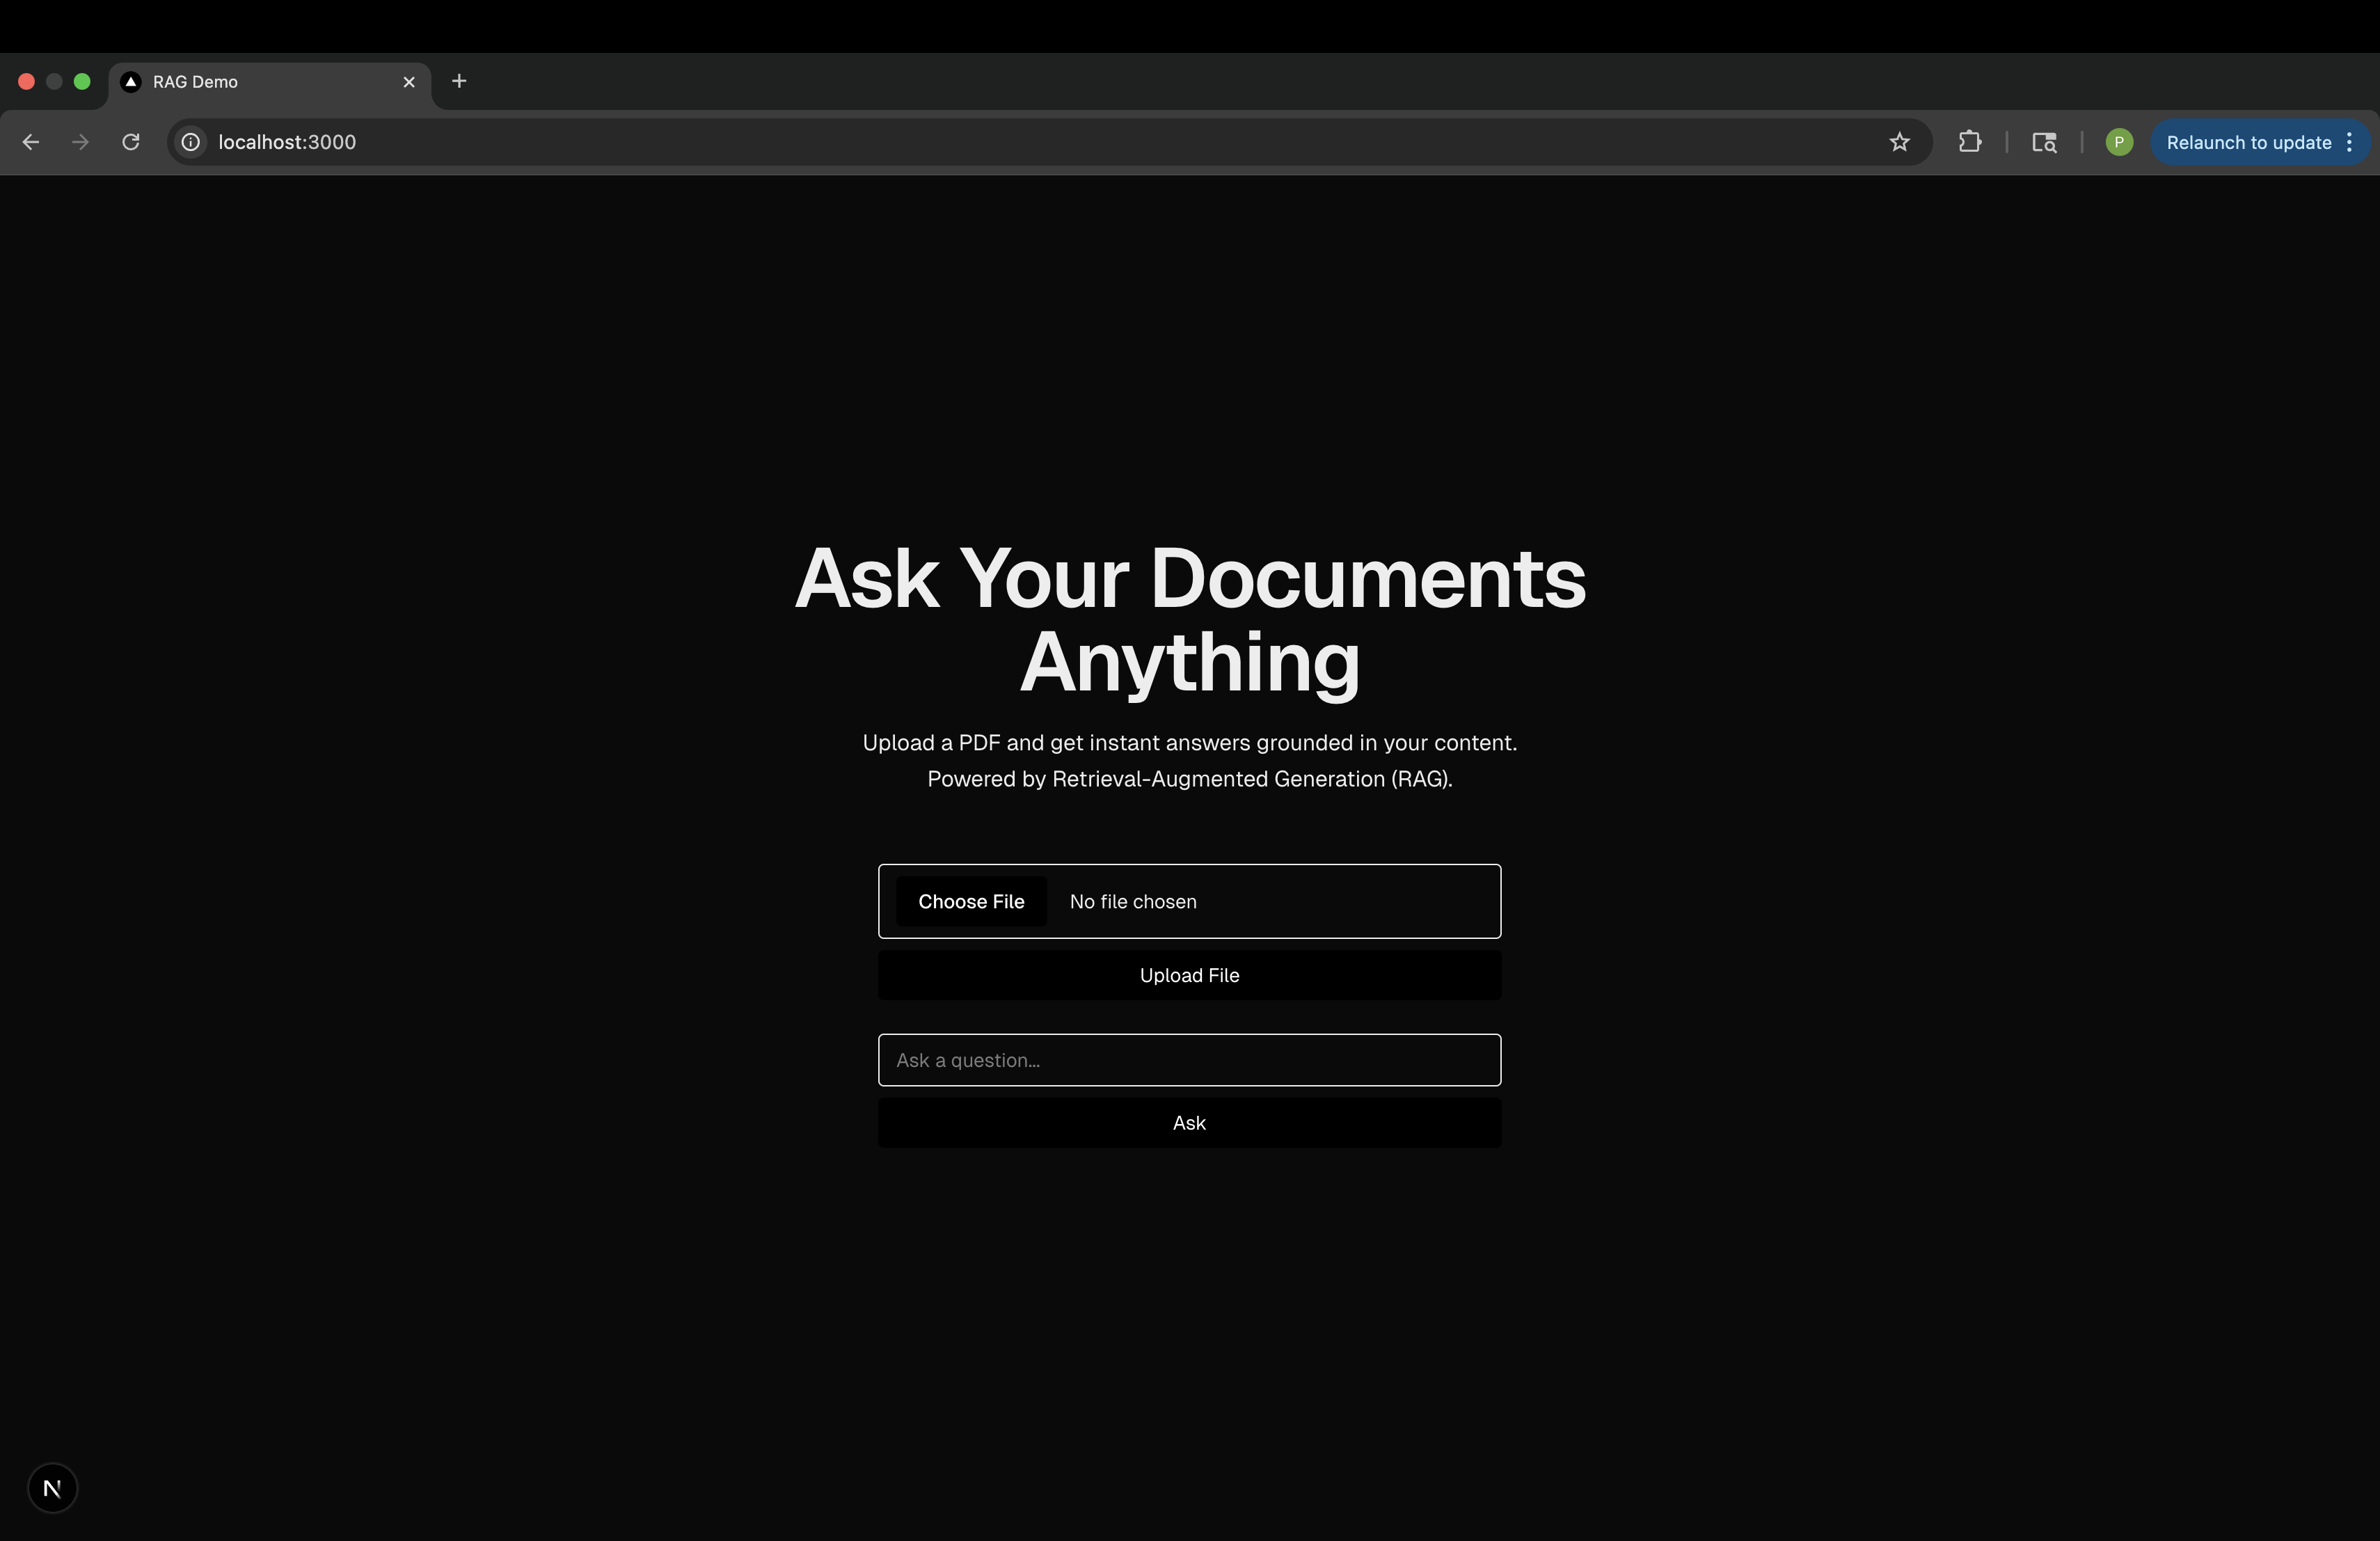 RAG Demo
localhost:3000
P
Relaunch to update
Ask Your Documents
Anything
Upload a PDF and get instant answers grounded in your content.
Powered by Retrieval-Augmented Generation (RAG).
Choose File No file chosen
Upload File
Ask a question...
Ask
N